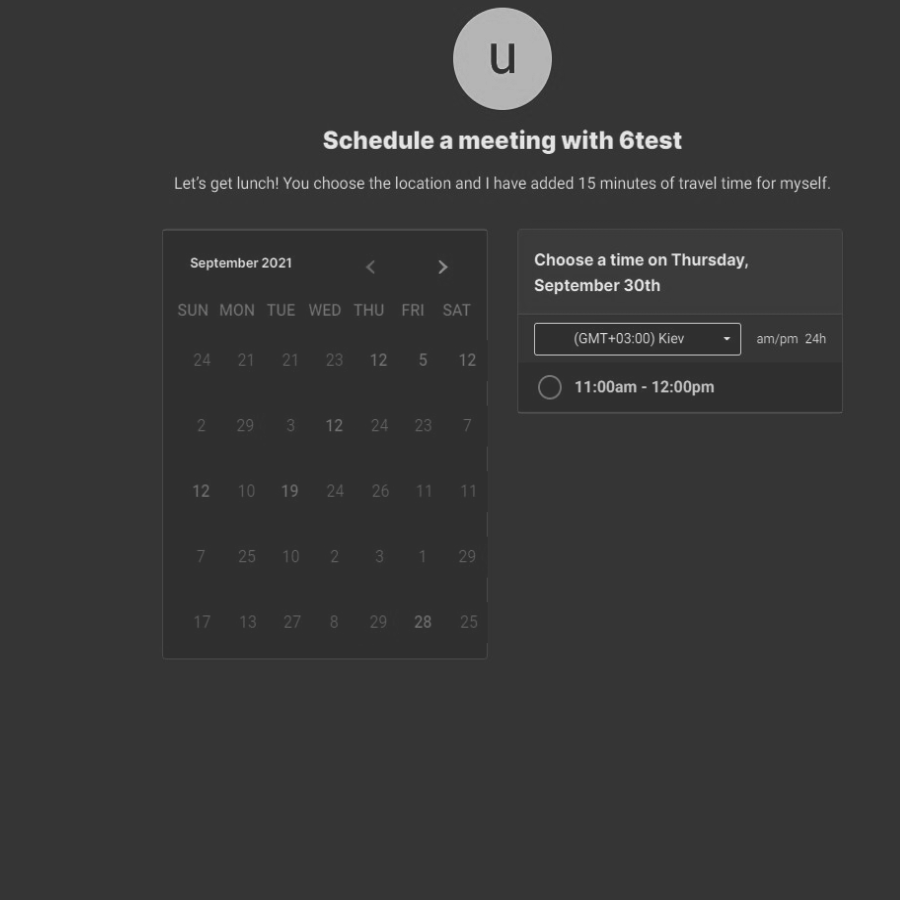 u
Schedule a meeting with 6test
Let's get lunch! You choose the location and I have added 15 minutes of travel time for myself.
September 2021
SUN MON TUE WED THU FRI SAT
24 21 21 23 12 5 12
2 29 3 12 24 23 7
12 10 19 24 26 11 11
7 25 10 2 3 1 29
17 13 27 8 29 28 25
Choose a time on Thursday,
September 30th
(GMT+03:00) Kiev am/pm 24h
11:00am - 12:00pm